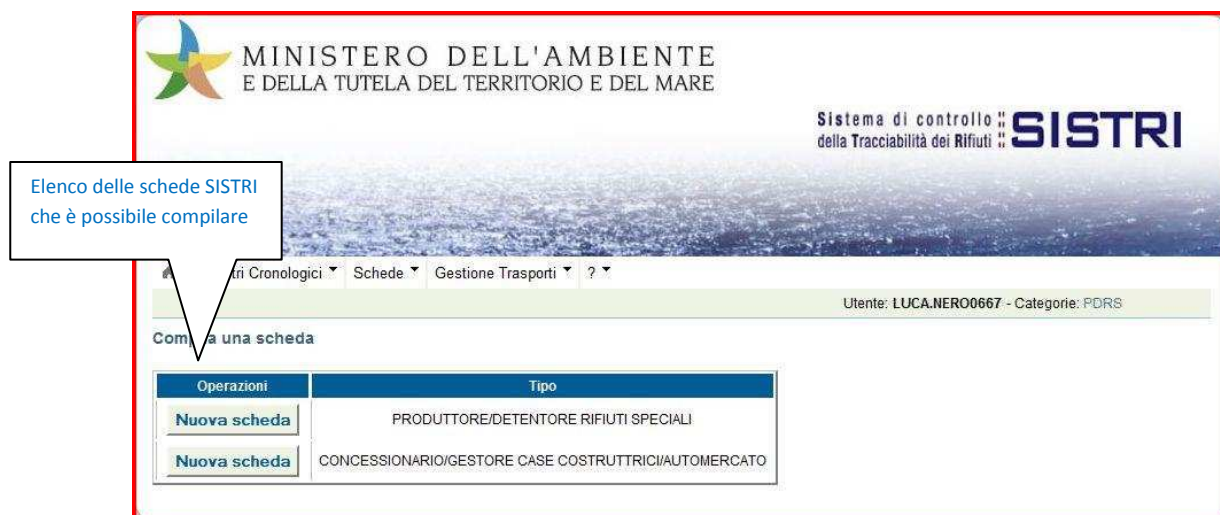 MINISTERO DELL'AMBIENTE
E DELLA TUTELA DEL TERRITORIO E DEL MARE
Sistema di controllo
della Tracciabilità dei Rifiuti
SISTRI
Elenco delle schede SISTRI
che è possibile compilare
tri Cronologici Schede Gestione Trasporti ?
Utente: LUCA.NERO0667 - Categorie: PDRS
una scheda
Operazioni Tipo
Nuova scheda PRODUTTORE/DETENTORE RIFIUTI SPECIALI
Nuova scheda CONCESSIONARIO/GESTORE CASE COSTRUTTRICI/AUTOMERCATO